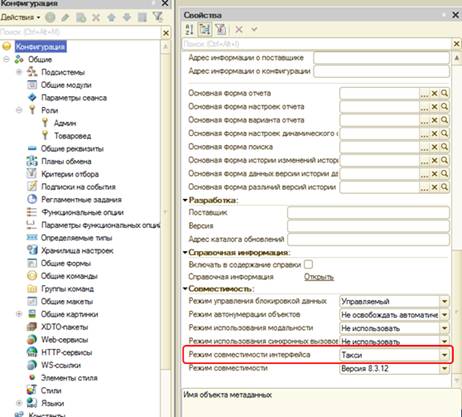 Конфигурация
Действия
Поиск (Ctrl+Alt+M)
Конфигурация
Общие
Подсистемы
Общие модули
Параметры сеанса
Роли
Админ
Товаровед
Общие реквизиты
Планы обмена
Критерии отбора
Подписки на события
Регламентные задания
Функциональные опции
Параметры функциональных опци
Определяемые типы
Хранилища настроек
Общие формы
Общие команды
Группы команд
Общие макеты
Общие картинки
XDTO-пакеты
Web-сервисы
HTTP-сервисы
WS-ссылки
Элементы стиля
Стили
Языки
Константы
Свойства
Поиск (Ctrl+Alt+I)
Адрес информации о поставщике
Адрес информации о конфигурации
Основная форма отчета
Основная форма настроек отчета
Основная форма варианта отчета
Основная форма настроек динамического с
Основная форма поиска
Основная форма истории изменений истори
Основная форма данных версии истории да
Основная форма различий версий истории
Разработка:
Поставщик
Версия
Адрес каталога обновлений
Справочная информация:
Включать в содержание справки
Справочная информация Открыть
Совместимость:
Режим управления блокировкой данных Управляемый
Режим автонумерации объектов Не освобождать автоматиче
Режим использования модальности Не использовать
Режим использования синхронных вызовов Не использовать
Режим совместимости интерфейса Такси
Режим совместимости Версия 8.3.12
Имя объекта метаданных